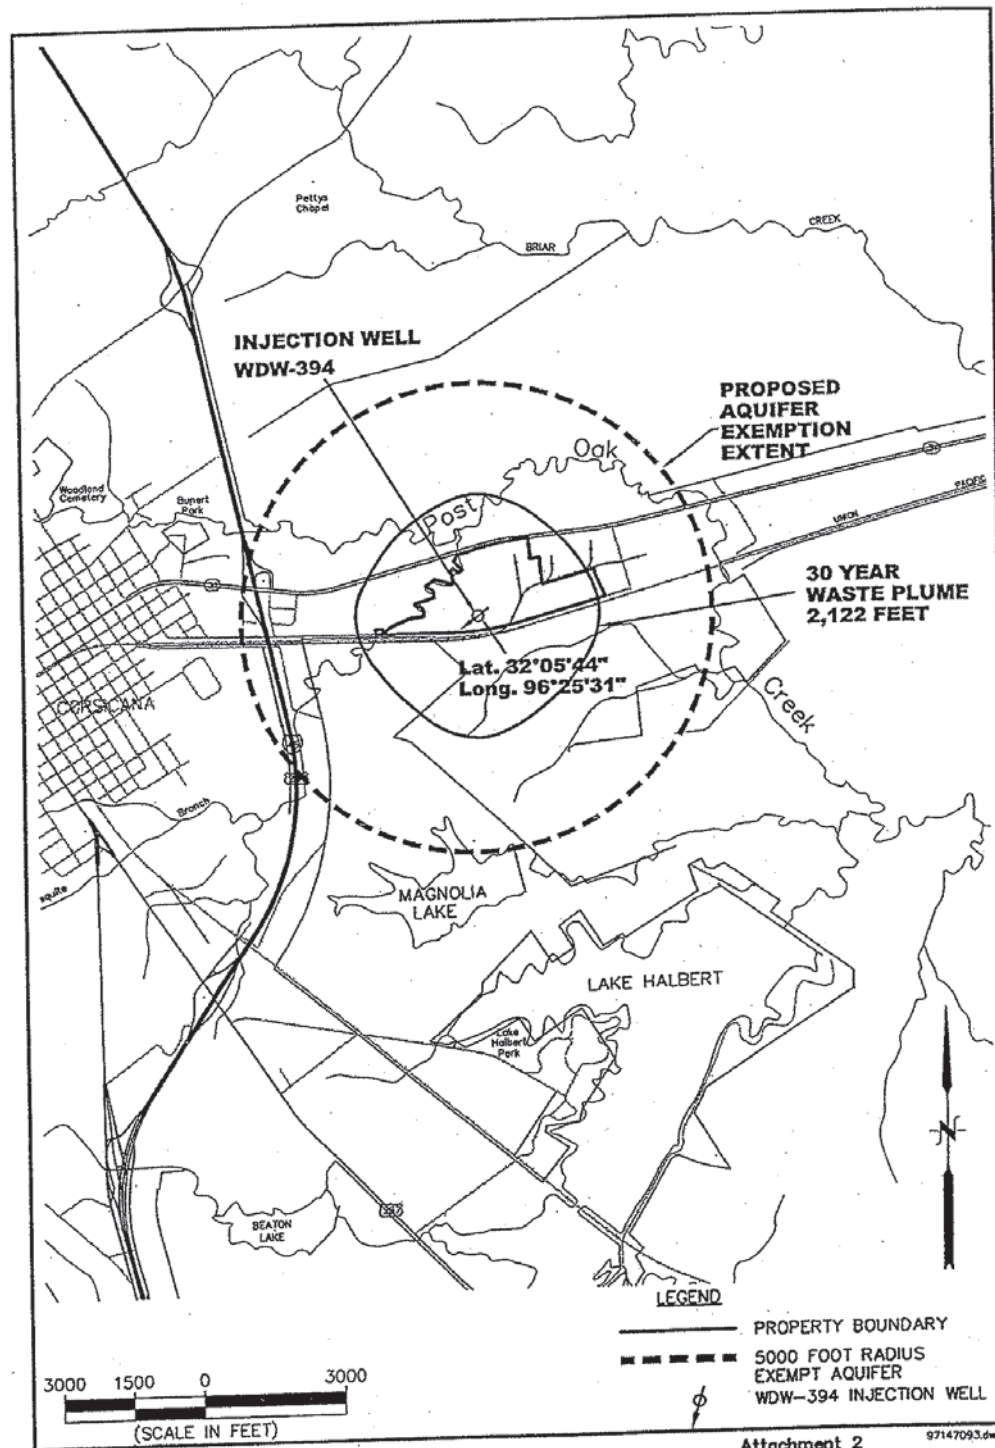 Pettys
Chapel
BRIAR
CREEK
INJECTION WELL
WDW-394
PROPOSED
AQUIFER
EXEMPTION
EXTENT
Oak
Post
Woodland
Cemetery
Bunert
Park
UNION
PACIFIC
30 YEAR
WASTE PLUME
2,122 FEET
Lat. 32°05'44"
Long. 96°25'31"
CORSICANA
Creek
Branch
MAGNOLIA
LAKE
LAKE HALBERT
Lake
Halbert
Park
BEATON
LAKE
LEGEND
PROPERTY BOUNDARY
5000 FOOT RADIUS
EXEMPT AQUIFER
WDW-394 INJECTION WELL
3000 1500 0 3000
(SCALE IN FEET)
Attachment 2
97147093.dw